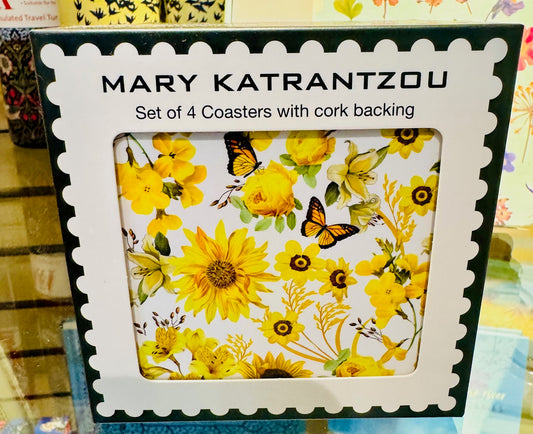 MARY KATRANTZOU
Set of 4 Coasters with cork backing